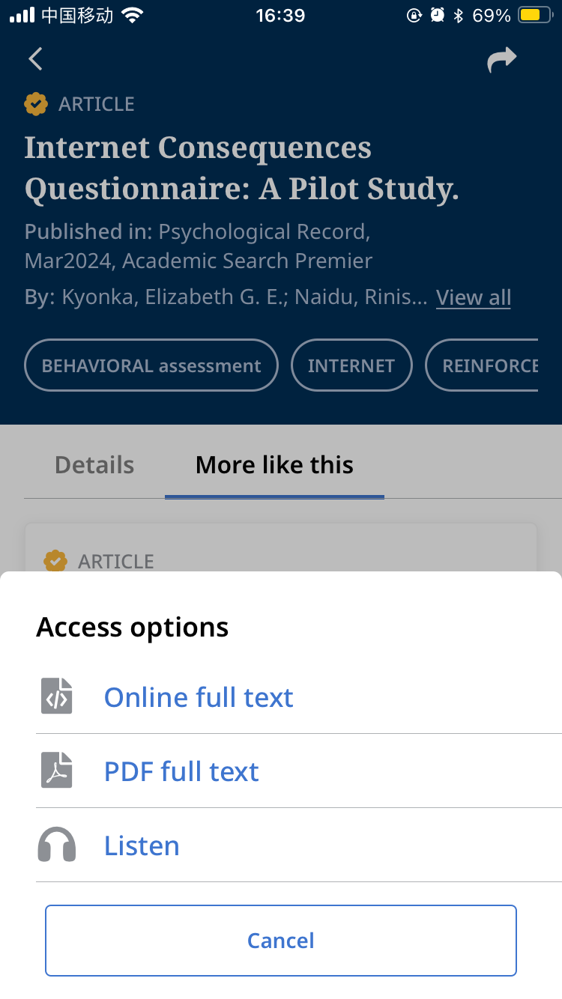 中国移动
16:39
69%
ARTICLE
Internet Consequences
Questionnaire: A Pilot Study.
Published in: Psychological Record,
Mar2024, Academic Search Premier
By: Kyonka, Elizabeth G. E.; Naidu, Rinis... View all
BEHAVIORAL assessment
INTERNET
REINFORCE
Details
More like this
ARTICLE
Access options
Online full text
PDF full text
Listen
Cancel